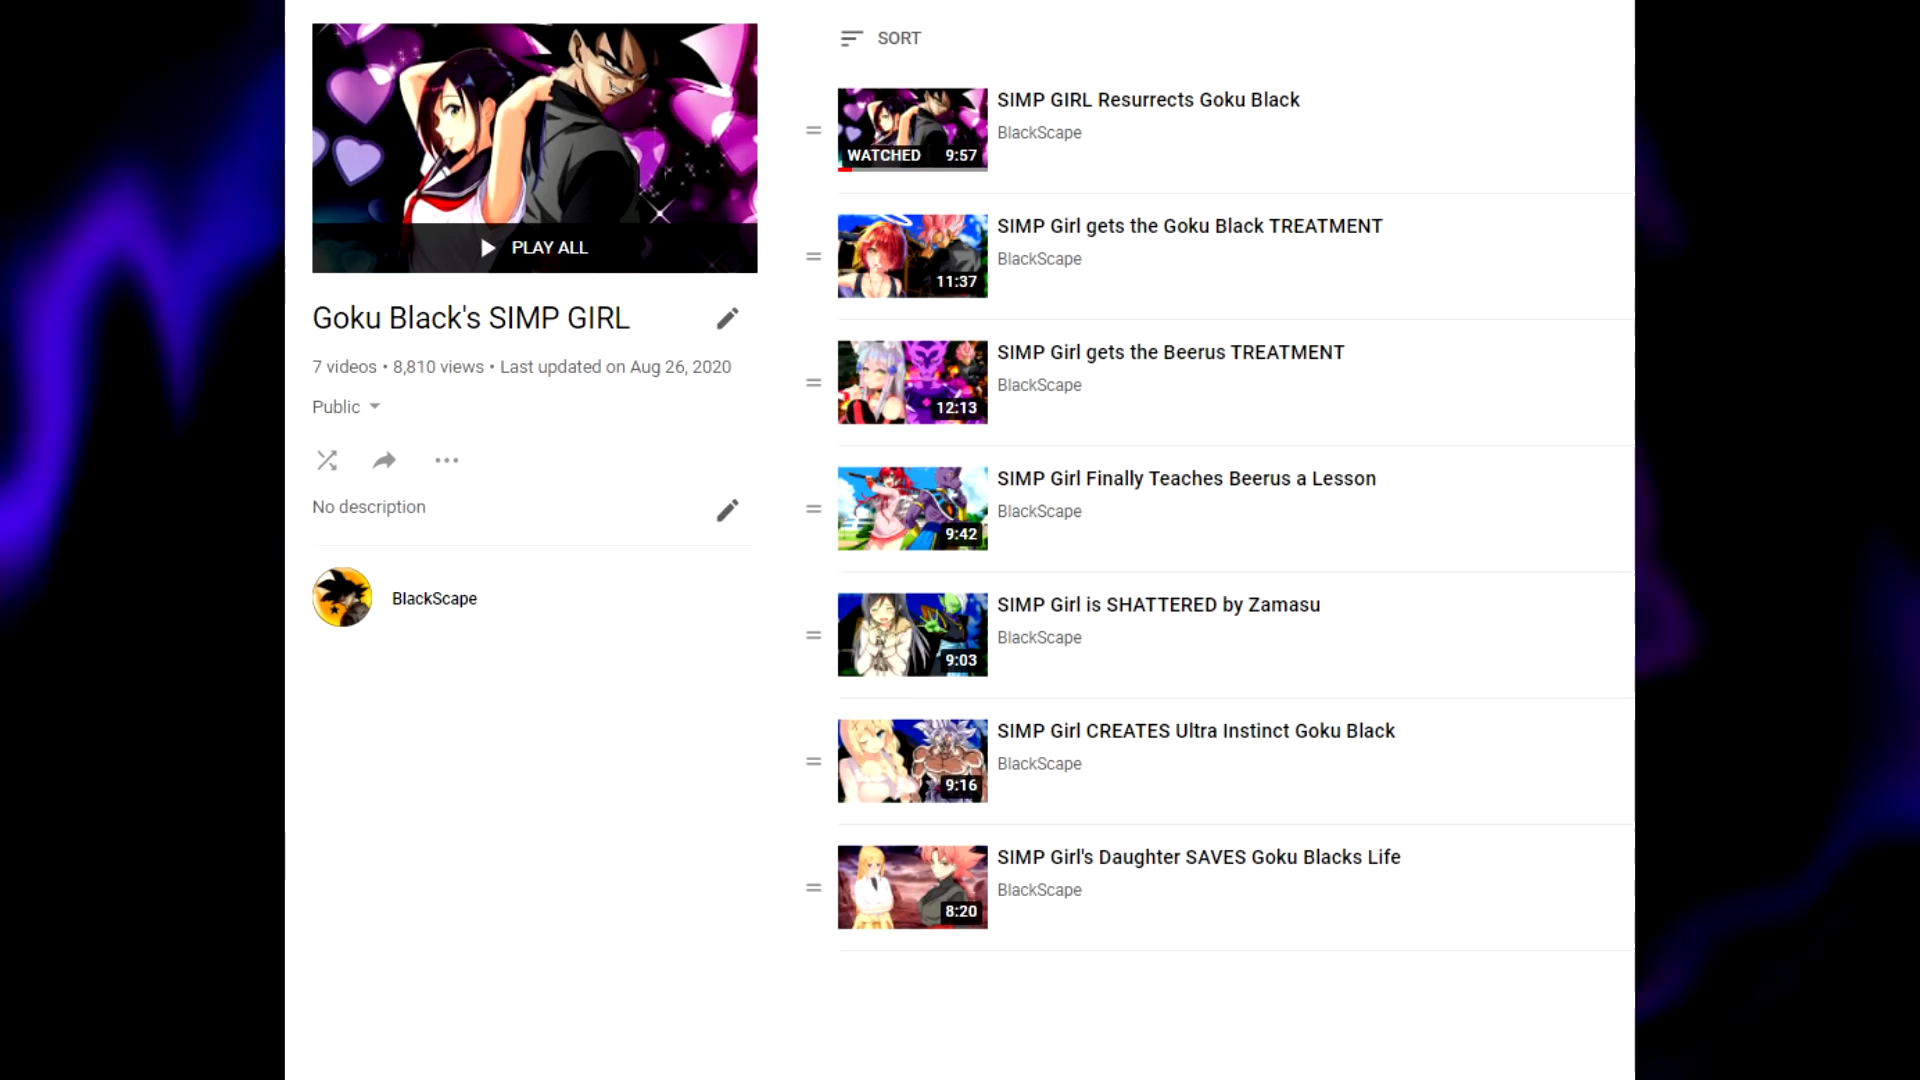 PLAY ALL
Goku Black's SIMP GIRL
7 videos • 8,810 views • Last updated on Aug 26, 2020
Public
No description
BlackScape
SORT
SIMP GIRL Resurrects Goku Black
BlackScape
WATCHED 9:57
SIMP Girl gets the Goku Black TREATMENT
BlackScape
11:37
SIMP Girl gets the Beerus TREATMENT
BlackScape
12:13
SIMP Girl Finally Teaches Beerus a Lesson
BlackScape
9:42
SIMP Girl is SHATTERED by Zamasu
BlackScape
9:03
SIMP Girl CREATES Ultra Instinct Goku Black
BlackScape
9:16
SIMP Girl's Daughter SAVES Goku Blacks Life
BlackScape
8:20